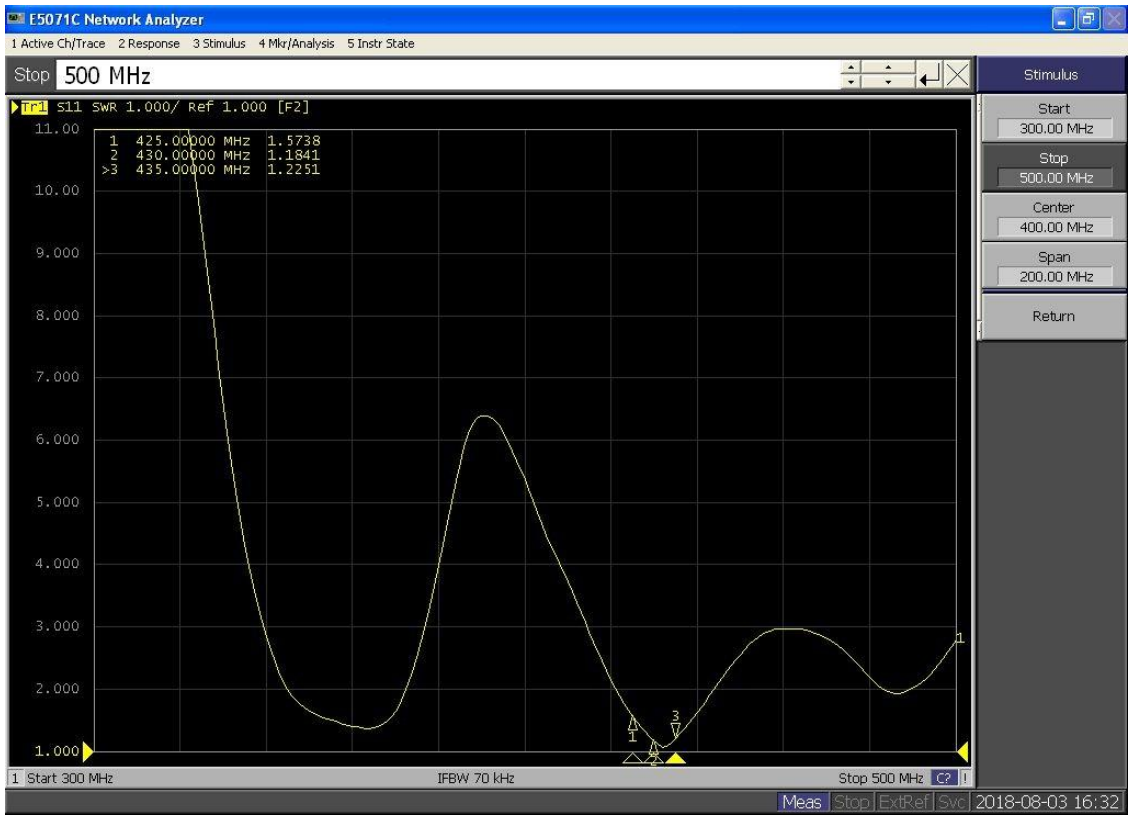 E5071C Network Analyzer
1 Active Ch/Trace 2 Response 3 Stimulus 4 Mkr/Analysis 5 Instr State
Stop 500 MHz
Stimulus
Tr1 S11 SWR 1.000/ Ref 1.000 [F2]
11.00
1 425.00000 MHz 1.5738
2 430.00000 MHz 1.1841
>3 435.00000 MHz 1.2251
10.00
9.000
8.000
7.000
6.000
5.000
4.000
3.000
2.000
1.000
1
3
1
2
Start
300.00 MHz
Stop
500.00 MHz
Center
400.00 MHz
Span
200.00 MHz
Return
1 Start 300 MHz IFBW 70 kHz Stop 500 MHz C? !
Meas Stop ExtRef Svc 2018-08-03 16:32